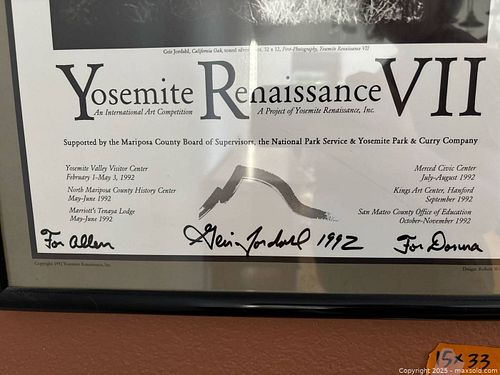 Geir Jordahl, California Oak, toned silver print, 32 x 12, First-Photography, Yosemite Renaissance VII
Yosemite Renaissance VII
An International Art Competition A Project of Yosemite Renaissance, Inc.
Supported by the Mariposa County Board of Supervisors, the National Park Service & Yosemite Park & Curry Company
Yosemite Valley Visitor Center
February 1-May 3, 1992
North Mariposa County History Center
May-June 1992
Marriott's Tenaya Lodge
May-June 1992
Merced Civic Center
July-August 1992
Kings Art Center, Hanford
September 1992
San Mateo County Office of Education
October-November 1992
For Allen
Geir Jordahl 1992
For Donna
Copyright 1992 Yosemite Renaissance, Inc.
Design: Robert
15 x 33
Copyright 2025 - maxsold.com